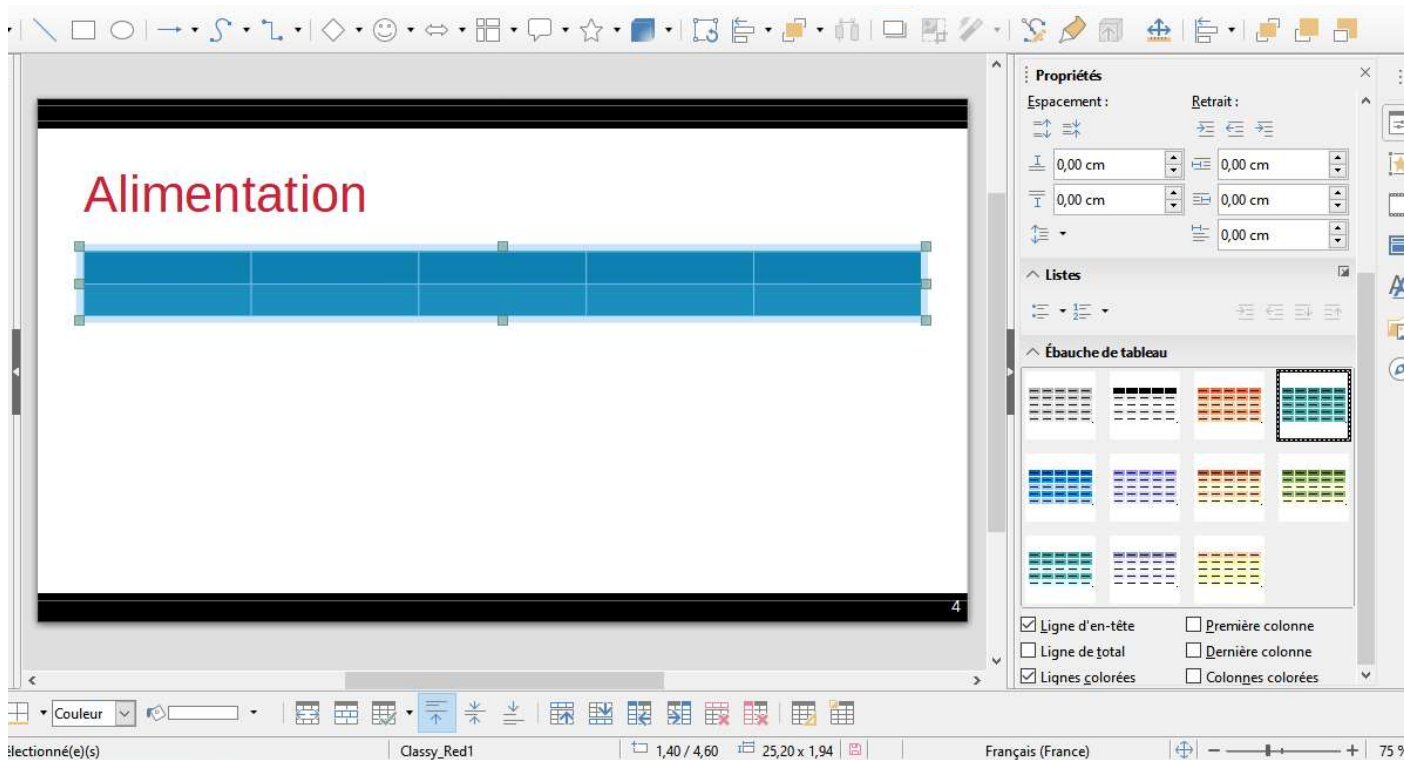 Propriétés
Espacement :
Retrait :
0,00 cm
0,00 cm
0,00 cm
0,00 cm
0,00 cm
Listes
Ébauche de tableau
Ligne d'en-tête
Première colonne
Ligne de total
Dernière colonne
Lignes colorées
Colonnes colorées
Alimentation
4
Couleur
électionné(e)(s)
Classy_Red1
1,40 / 4,60
25,20 x 1,94
Français (France)
75 %